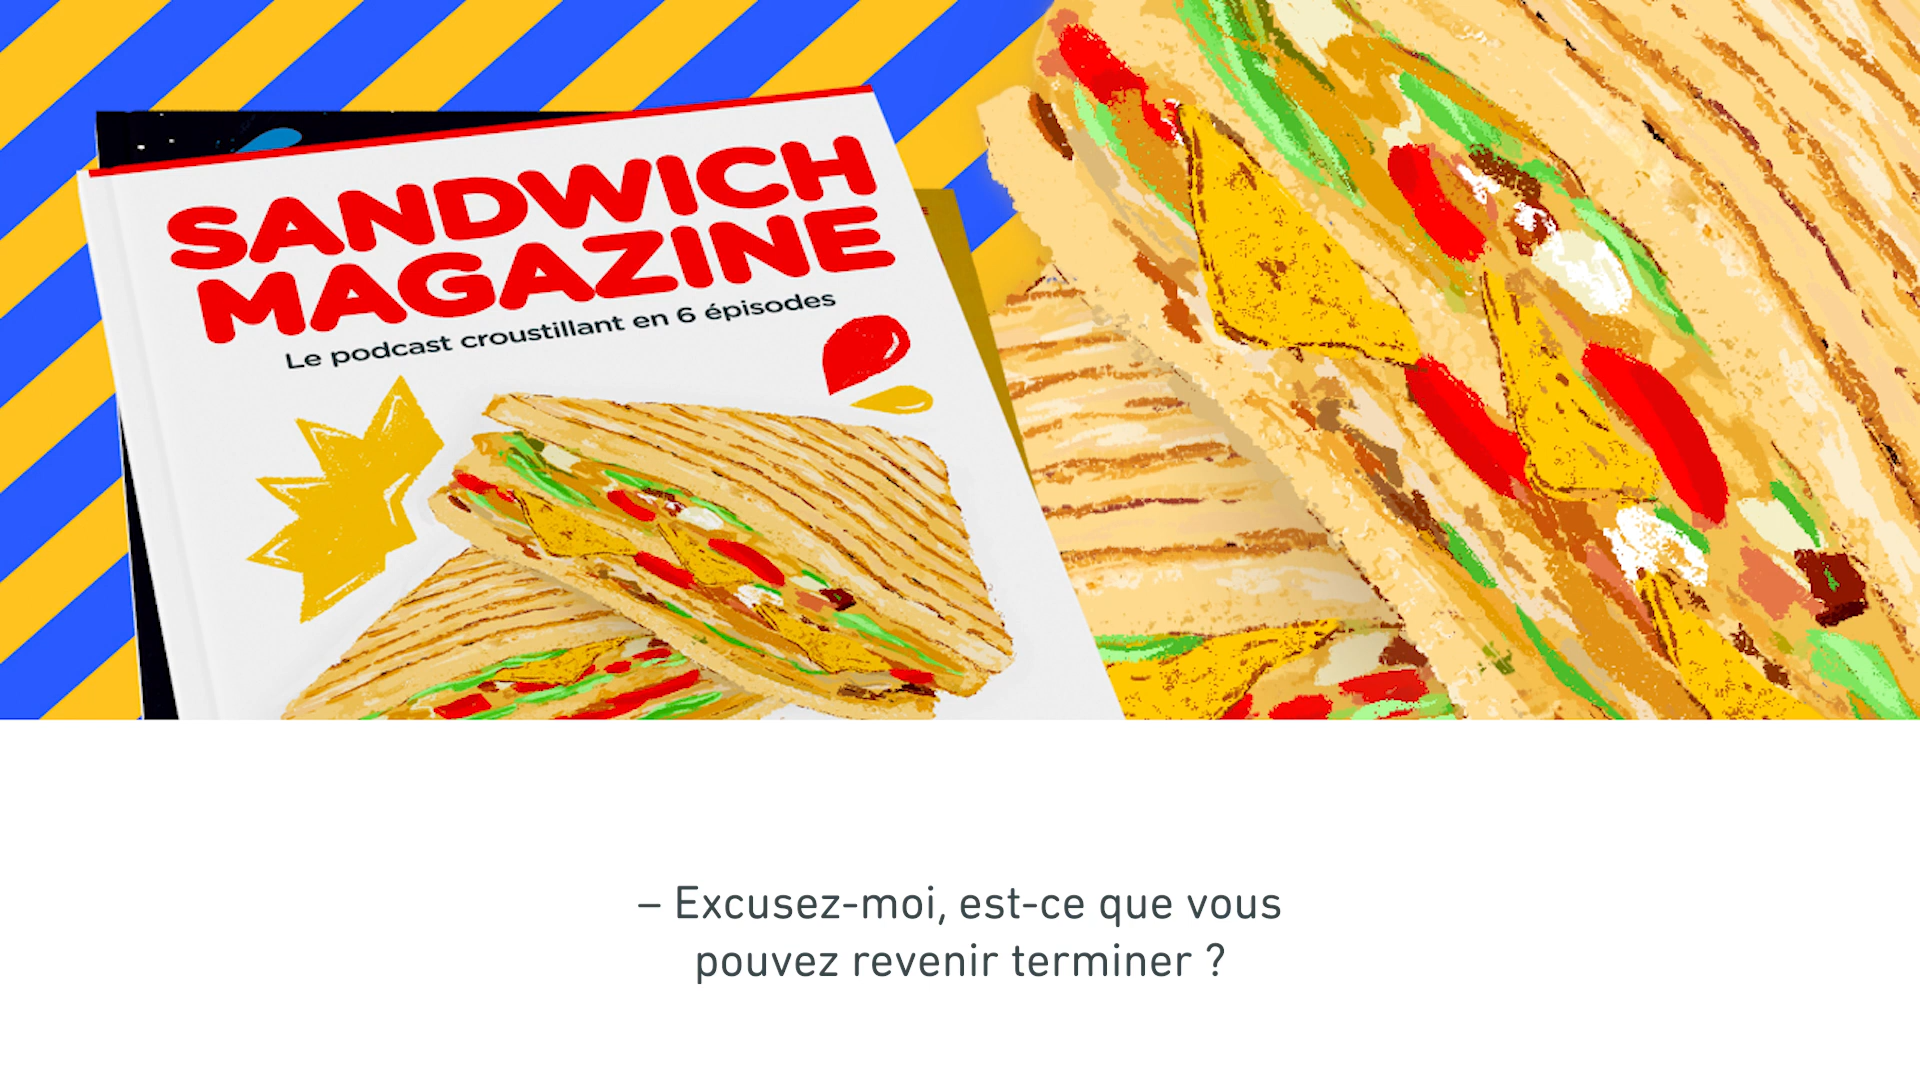 SANDWICH
MAGAZINE
Le podcast croustillant en 6 épisodes
– Excusez-moi, est-ce que vous
pouvez revenir terminer ?